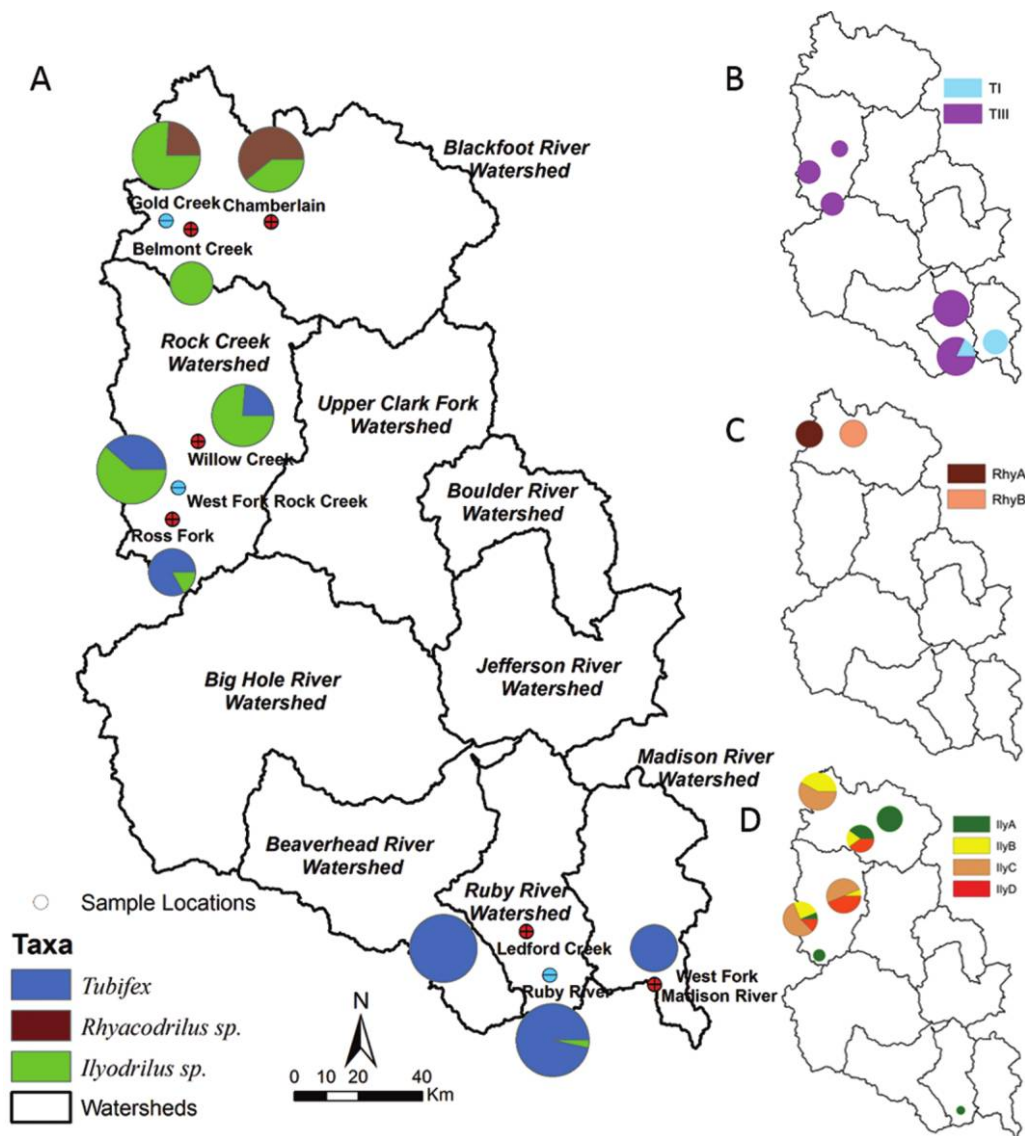 A
Blackfoot River
Watershed
Gold Creek
Chamberlain
Belmont Creek
Rock Creek
Watershed
Upper Clark Fork
Watershed
Willow Creek
West Fork Rock Creek
Ross Fork
Boulder River
Watershed
Big Hole River
Watershed
Jefferson River
Watershed
Madison River
Watershed
Beaverhead River
Watershed
Ruby River
Watershed
Ledford Creek
Ruby River
West Fork
Madison River
Sample Locations
Taxa
Tubifex
Rhyacodrilus sp.
Ilyodrilus sp.
Watersheds
N
0 10 20 40
Km
B
TI
TIII
C
RhyA
RhyB
D
IlyA
IlyB
IlyC
IlyD